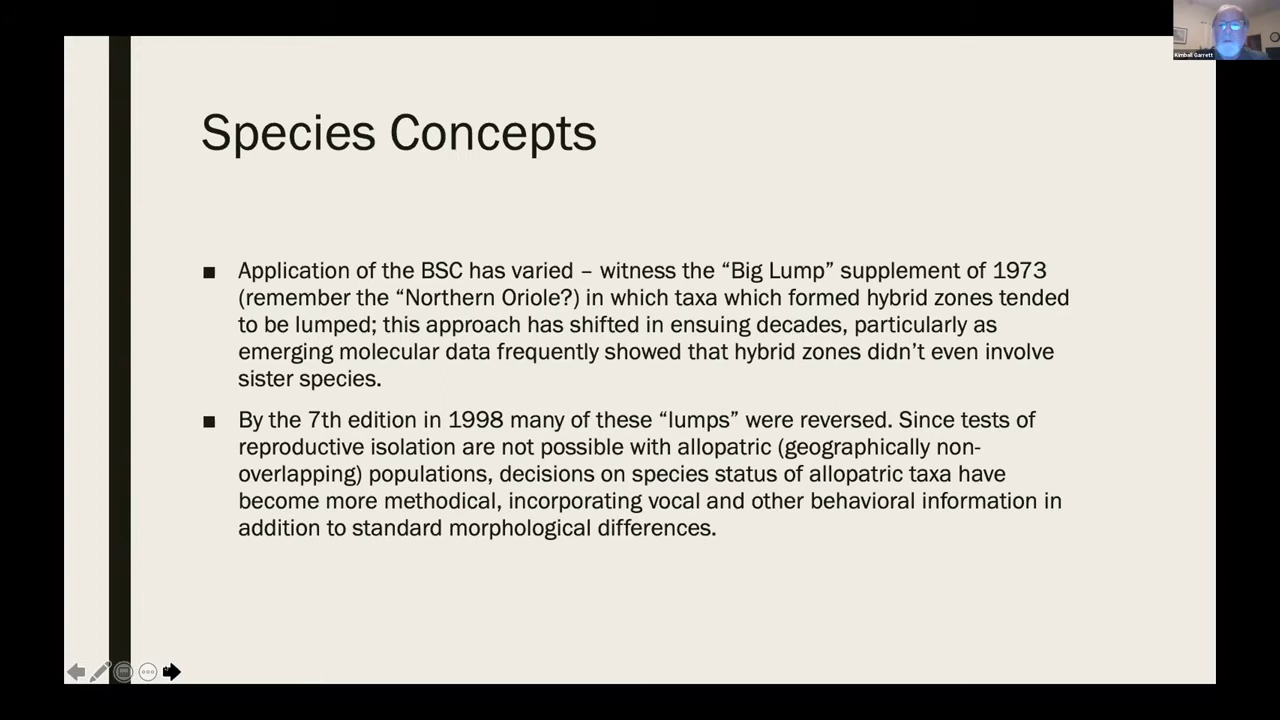 Kimball Garrett
Species Concepts
■ Application of the BSC has varied – witness the “Big Lump” supplement of 1973
(remember the “Northern Oriole?) in which taxa which formed hybrid zones tended
to be lumped; this approach has shifted in ensuing decades, particularly as
emerging molecular data frequently showed that hybrid zones didn’t even involve
sister species.
■ By the 7th edition in 1998 many of these “lumps” were reversed. Since tests of
reproductive isolation are not possible with allopatric (geographically non-
overlapping) populations, decisions on species status of allopatric taxa have
become more methodical, incorporating vocal and other behavioral information in
addition to standard morphological differences.